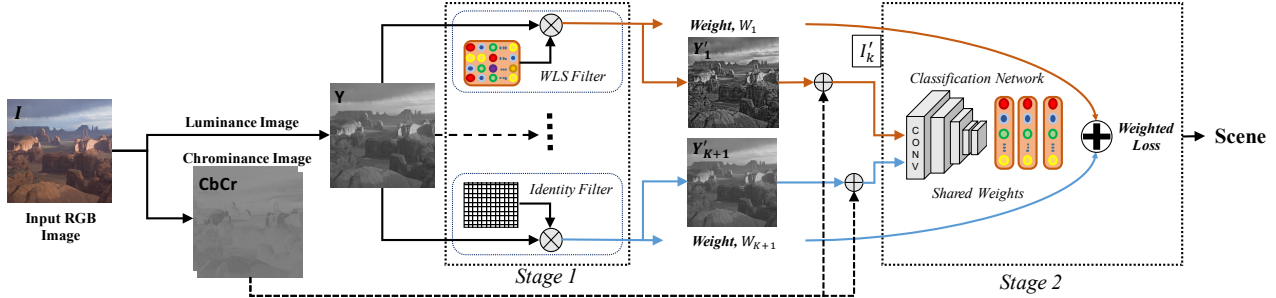 I
Input RGB
Image
Luminance Image
Chrominance Image
CbCr
Y
WLS Filter
Identity Filter
Stage 1
Weight, W₁
Y′₁
Y′K+1
Weight, WK+1
I′k
Classification Network
CONV
Shared Weights
Weighted
Loss
Stage 2
Scene